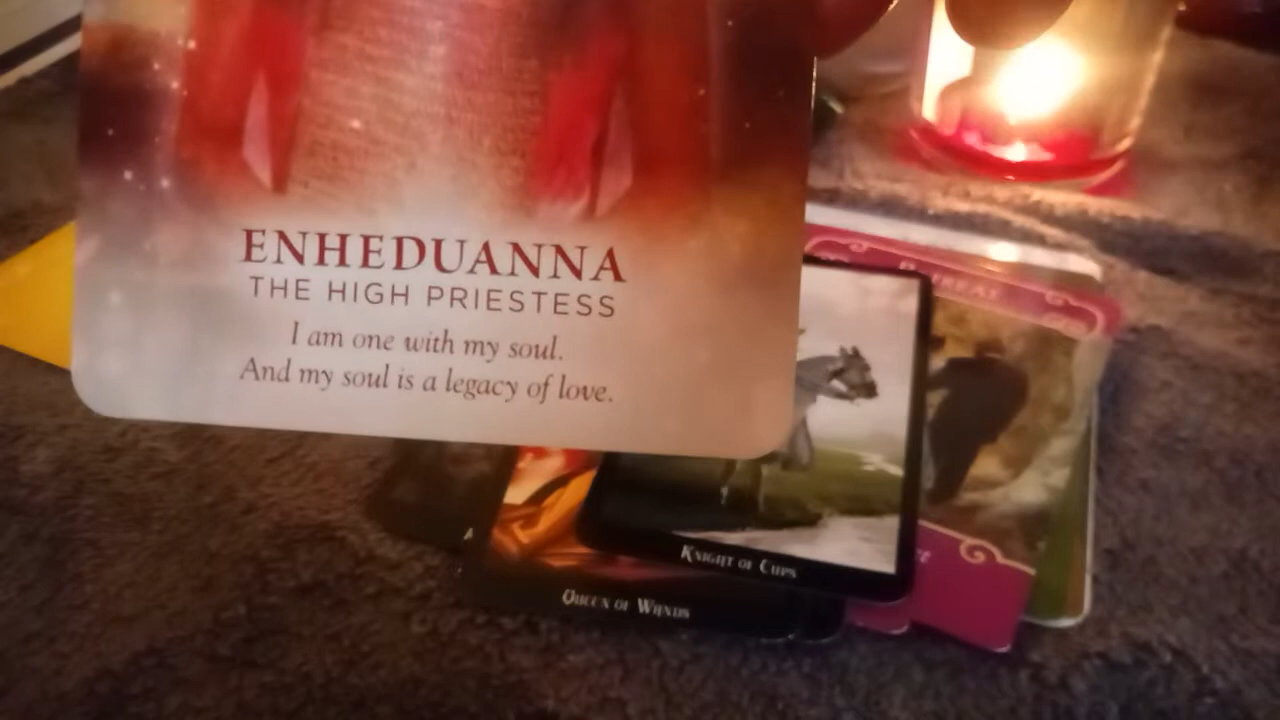 ENHEDUANNA
THE HIGH PRIESTESS
I am one with my soul.
And my soul is a legacy of love.
KNIGHT OF CUPS
QUEEN OF WANDS